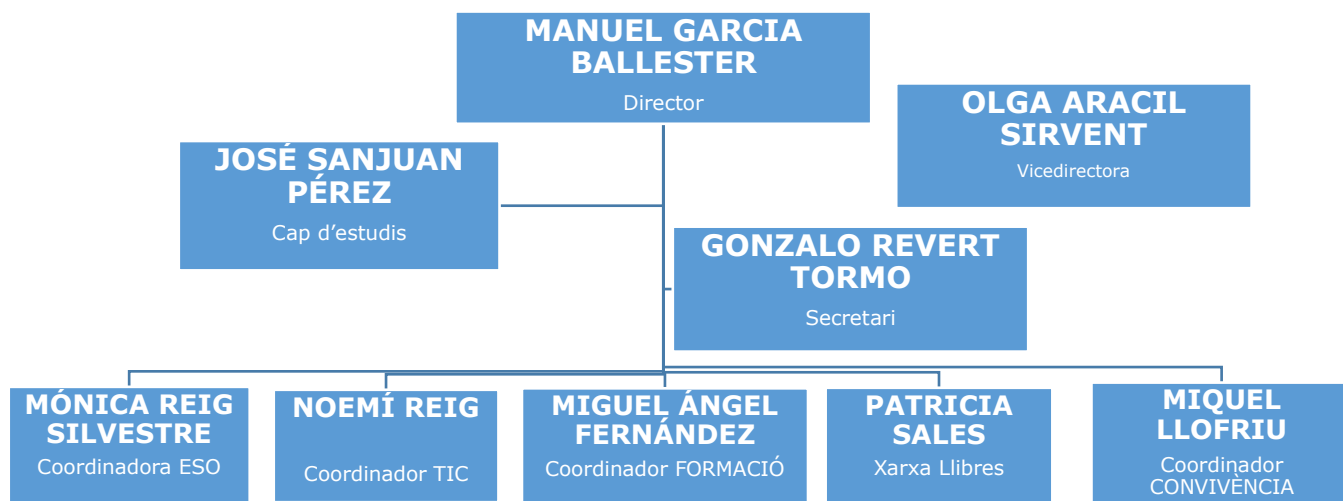 MANUEL GARCIA
BALLESTER
Director
OLGA ARACIL
SIRVENT
Vicedirectora
JOSÉ SANJUAN
PÉREZ
Cap d’estudis
GONZALO REVERT
TORMO
Secretari
MÓNICA REIG
SILVESTRE
Coordinadora ESO
NOEMÍ REIG
Coordinador TIC
MIGUEL ÁNGEL
FERNÁNDEZ
Coordinador FORMACIÓ
PATRICIA
SALES
Xarxa Llibres
MIQUEL
LLOFRIU
Coordinador
CONVIVÈNCIA